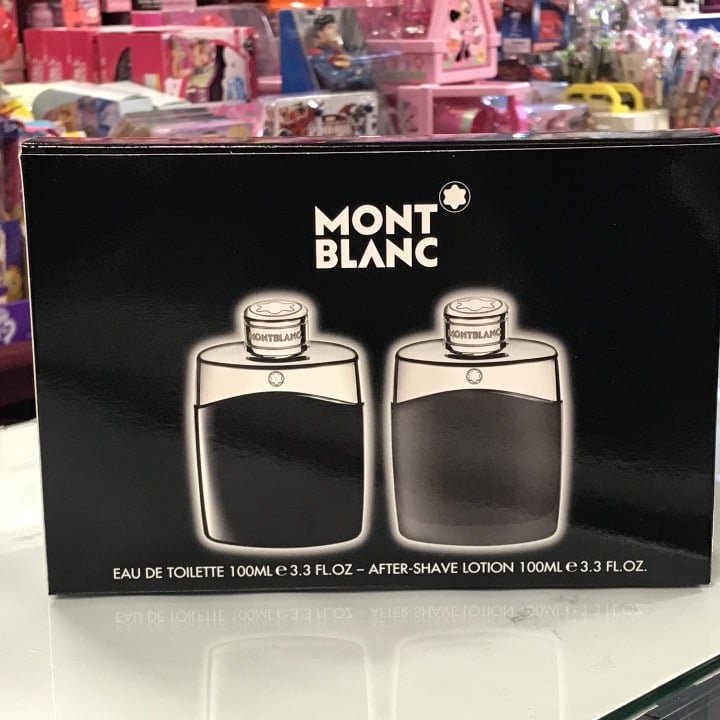 MONT
BLANC
MONTBLANC
MONTBLANC
EAU DE TOILETTE 100ML e 3.3 FL.OZ – AFTER-SHAVE LOTION 100ML e 3.3 FL.OZ.